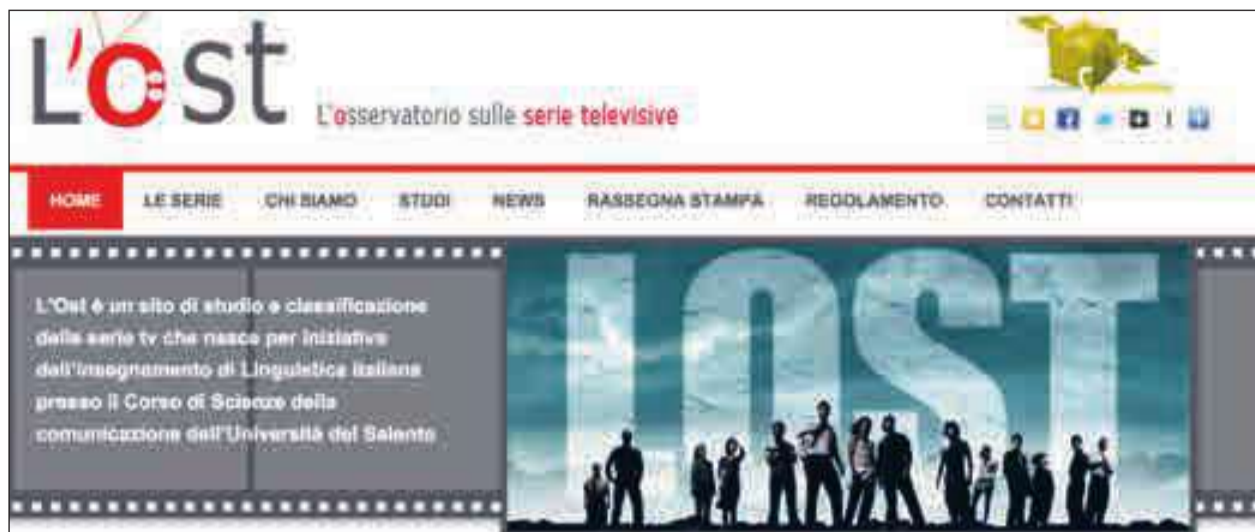 L'Ost
L'osservatorio sulle serie televisive
HOME LE SERIE CHI SIAMO STUDI NEWS RASSEGNA STAMPA REGOLAMENTO CONTATTI
L'Ost è un sito di studio e classificazione
delle serie tv che nasce per iniziativa
dell'insegnamento di Linguistica italiana
presso il Corso di Scienze della
comunicazione dell'Università del Salento
LOST